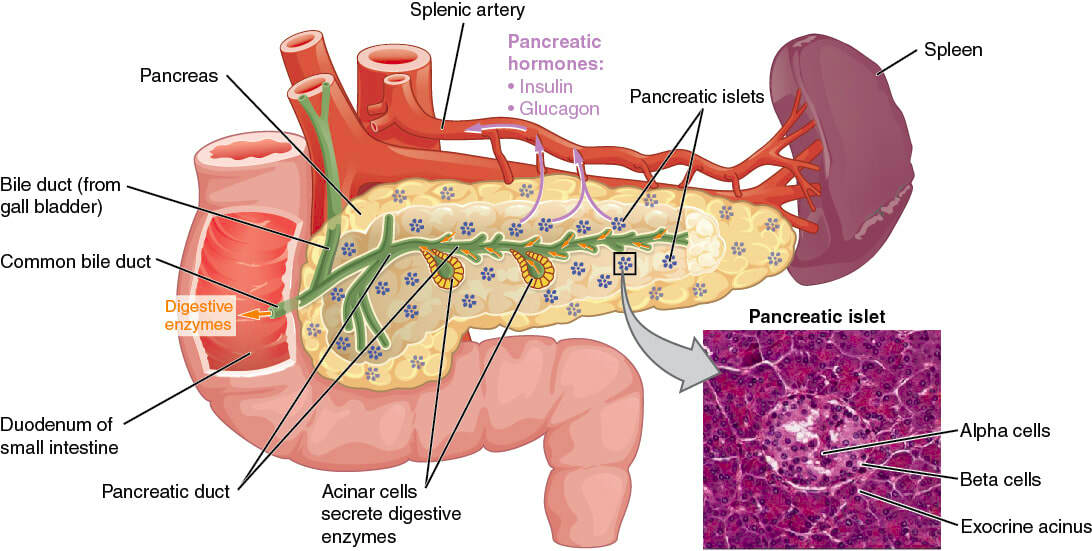 Splenic artery
Pancreatic
hormones:
• Insulin
• Glucagon
Spleen
Pancreas
Pancreatic islets
Bile duct (from
gall bladder)
Common bile duct
Digestive
enzymes
Pancreatic islet
Duodenum of
small intestine
Alpha cells
Beta cells
Exocrine acinus
Pancreatic duct
Acinar cells
secrete digestive
enzymes